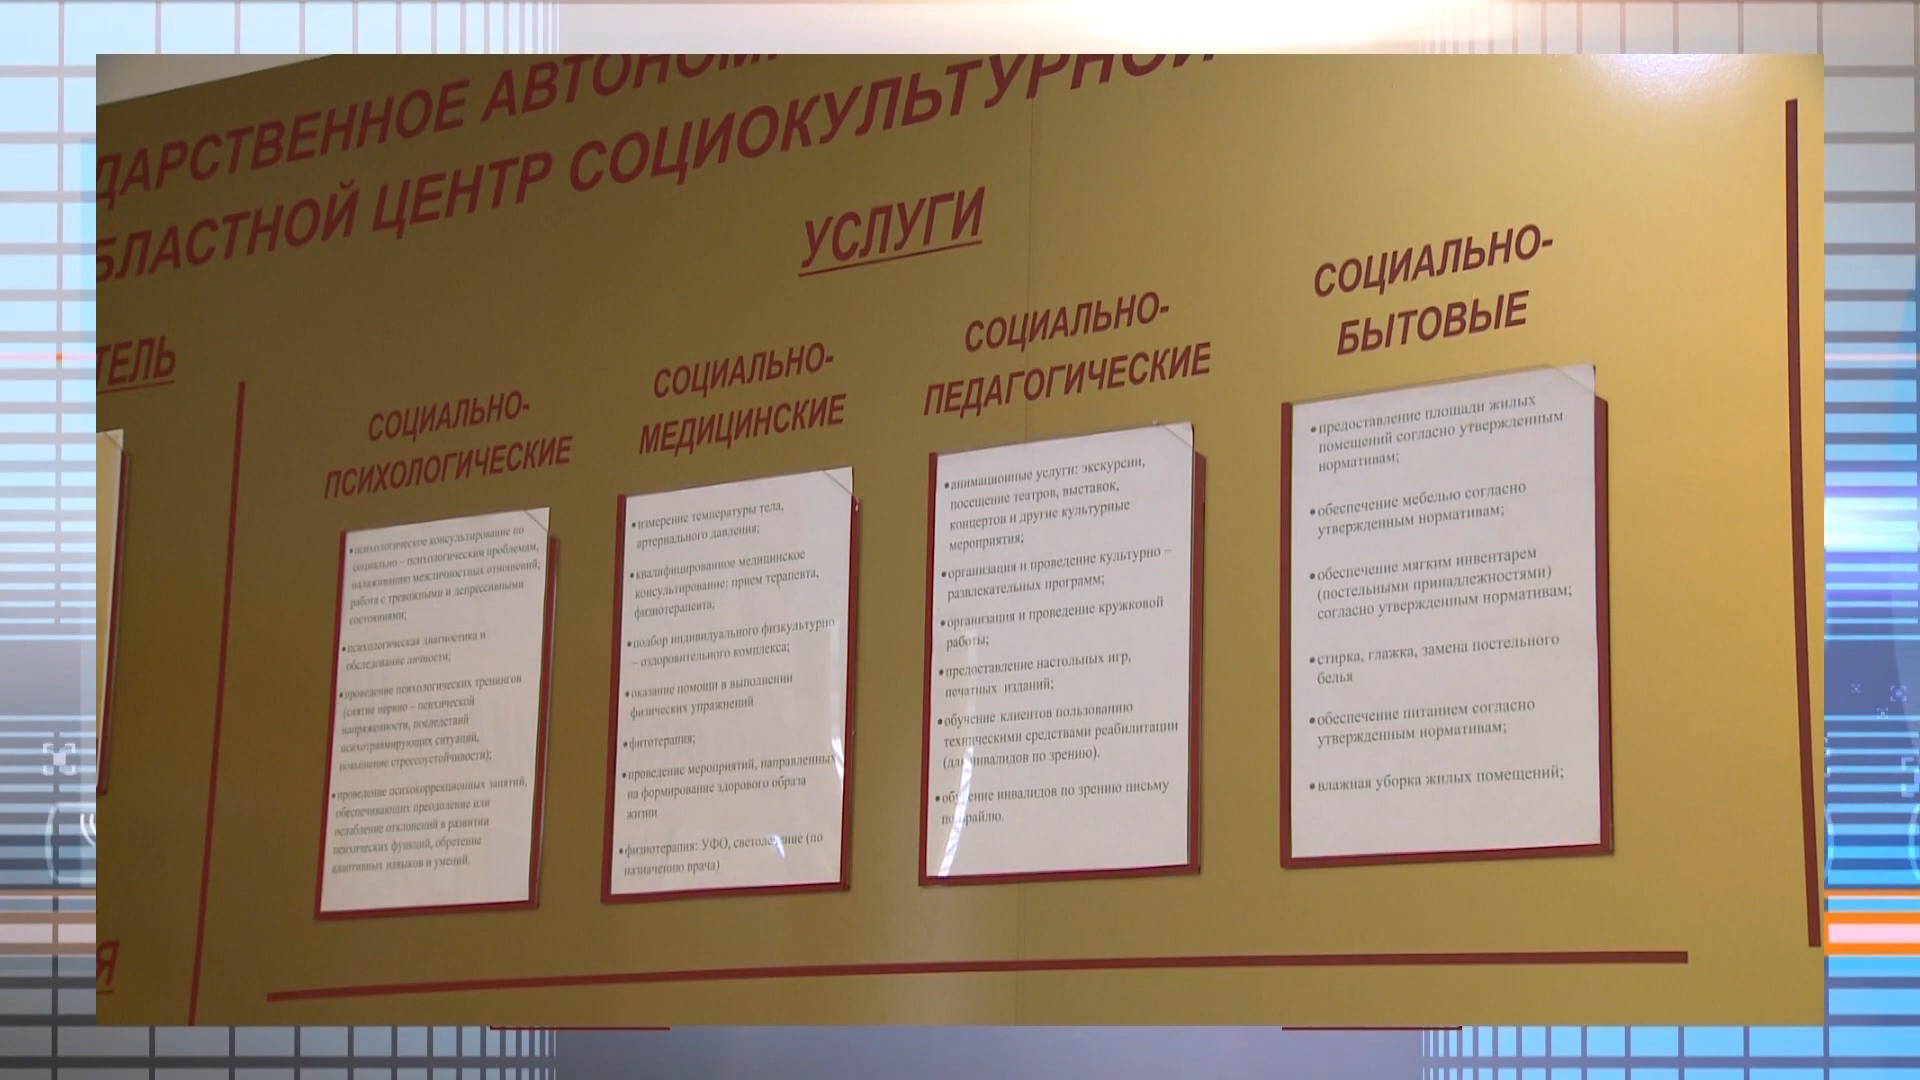 ДАРСТВЕННОЕ АВТОНОМ
БЛАСТНОЙ ЦЕНТР СОЦИОКУЛЬТУРНОЙ
ТЕЛЬ
Я
УСЛУГИ
СОЦИАЛЬНО-
ПСИХОЛОГИЧЕСКИЕ
•психологическое консультирование по
социально – психологическим проблемам,
налаживанию межличностных отношений;
работа с тревожными и депрессивными
состояниями;
•психологическая диагностика и
обследование личности;
•проведение психологических тренингов
(снятие нервно – психической
напряженности, последствий
психотравмирующих ситуаций,
повышение стрессоустойчивости);
•проведение психокоррекционных занятий,
обеспечивающих преодоление или
ослабление отклонений в развитии
психических функций, обретение
адаптивных навыков и умений.
СОЦИАЛЬНО-
МЕДИЦИНСКИЕ
•измерение температуры тела,
артериального давления;
•квалифицированное медицинское
консультирование: прием терапевта,
физиотерапевта;
•подбор индивидуального физкультурно
– оздоровительного комплекса;
•оказание помощи в выполнении
физических упражнений
•фитотерапия;
•проведение мероприятий, направленных
на формирование здорового образа
жизни
•физиотерапия: УФО, светолечение (по
назначению врача)
СОЦИАЛЬНО-
ПЕДАГОГИЧЕСКИЕ
•анимационные услуги: экскурсии,
посещение театров, выставок,
концертов и другие культурные
мероприятия;
•организация и проведение культурно –
развлекательных программ;
•организация и проведение кружковой
работы;
•предоставление настольных игр,
печатных изданий;
•обучение клиентов пользованию
техническими средствами реабилитации
(для инвалидов по зрению).
•обучение инвалидов по зрению письму
по Брайлю.
СОЦИАЛЬНО-
БЫТОВЫЕ
•предоставление площади жилых
помещений согласно утвержденным
нормативам;
•обеспечение мебелью согласно
утвержденным нормативам;
•обеспечение мягким инвентарем
(постельными принадлежностями)
согласно утвержденным нормативам;
•стирка, глажка, замена постельного
белья
•обеспечение питанием согласно
утвержденным нормативам;
•влажная уборка жилых помещений;